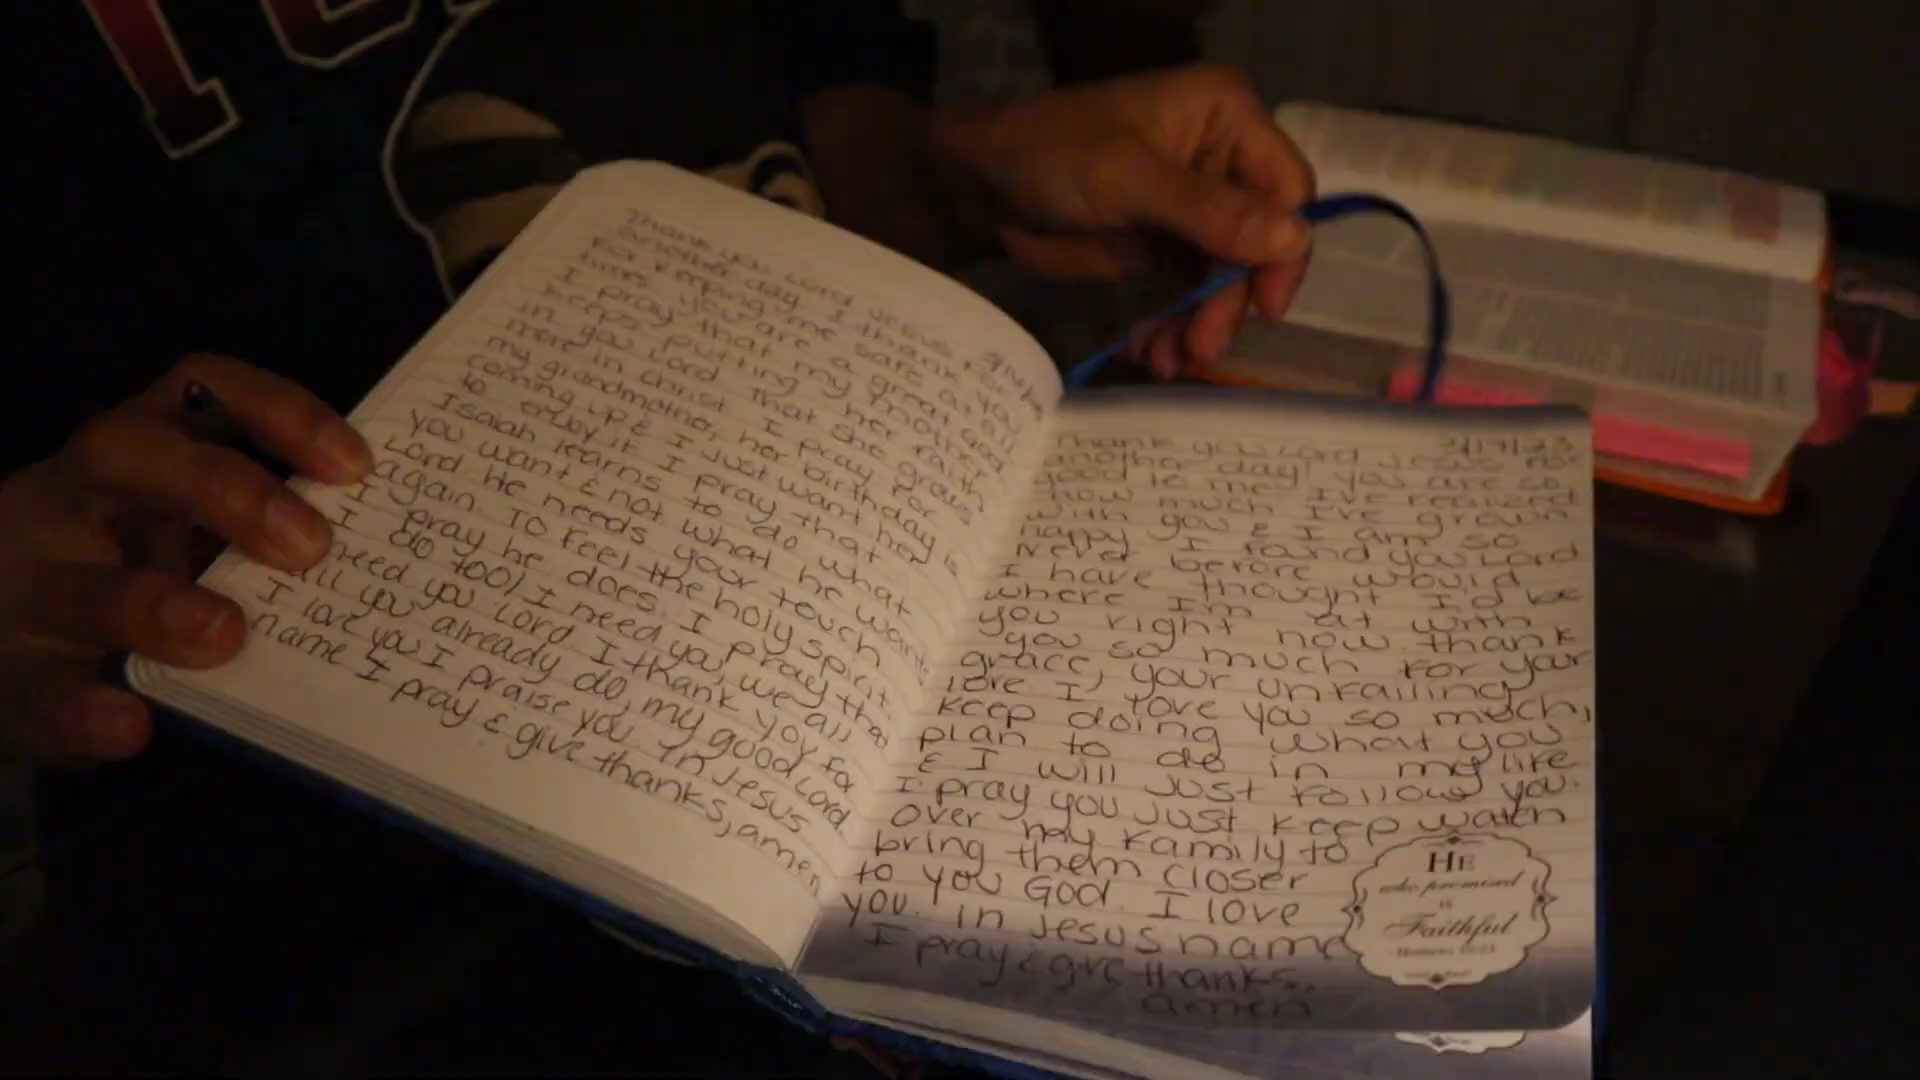 Thank you Lord Jesus for
another day I thank you
for keeping me safe at all
times you are a great God
I pray that my mother
keeps putting her faith
in you Lord that she grows
more in christ I pray for
my grandmother, her birthday is
coming up & I just want her
to enjoy it I pray that
Isaiah learns to do what
you want & not what he wants
Lord He needs your touch
again. To feel the holy spirit.
I pray he does. I pray that
I do too, I need you, we all
need you Lord. I thank you for
all you already do, my good Lord.
I love you I praise you In Jesus
name I pray & give thanks, amen
/17/23
Thank you Lord Jesus for
another day! you are so
good to me! I've realized
how much I've grown
with you & I am so
happy I found you Lord
Never before would
I have thought I'd be
where I'm at with
you right now. thank
you so much for your
grace, your unfailing
love I love you so much,
keep doing what you
plan to do in my life
& I will just follow you.
I pray you just keep watch
over my family to
bring them closer
to you God. I love
you. in Jesus name
I pray & give thanks,
amen
HE
who promised
is
Faithful